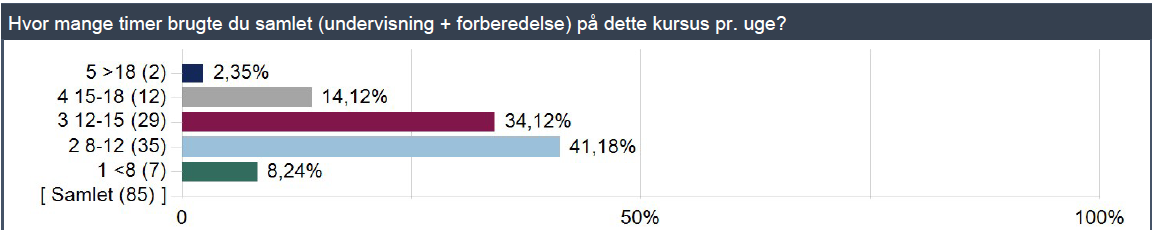 Hvor mange timer brugte du samlet (undervisning + forberedelse) på dette kursus pr. uge?
5 >18 (2) 2,35%
4 15-18 (12) 14,12%
3 12-15 (29) 34,12%
2 8-12 (35) 41,18%
1 <8 (7) 8,24%
[ Samlet (85) ]
0 50% 100%